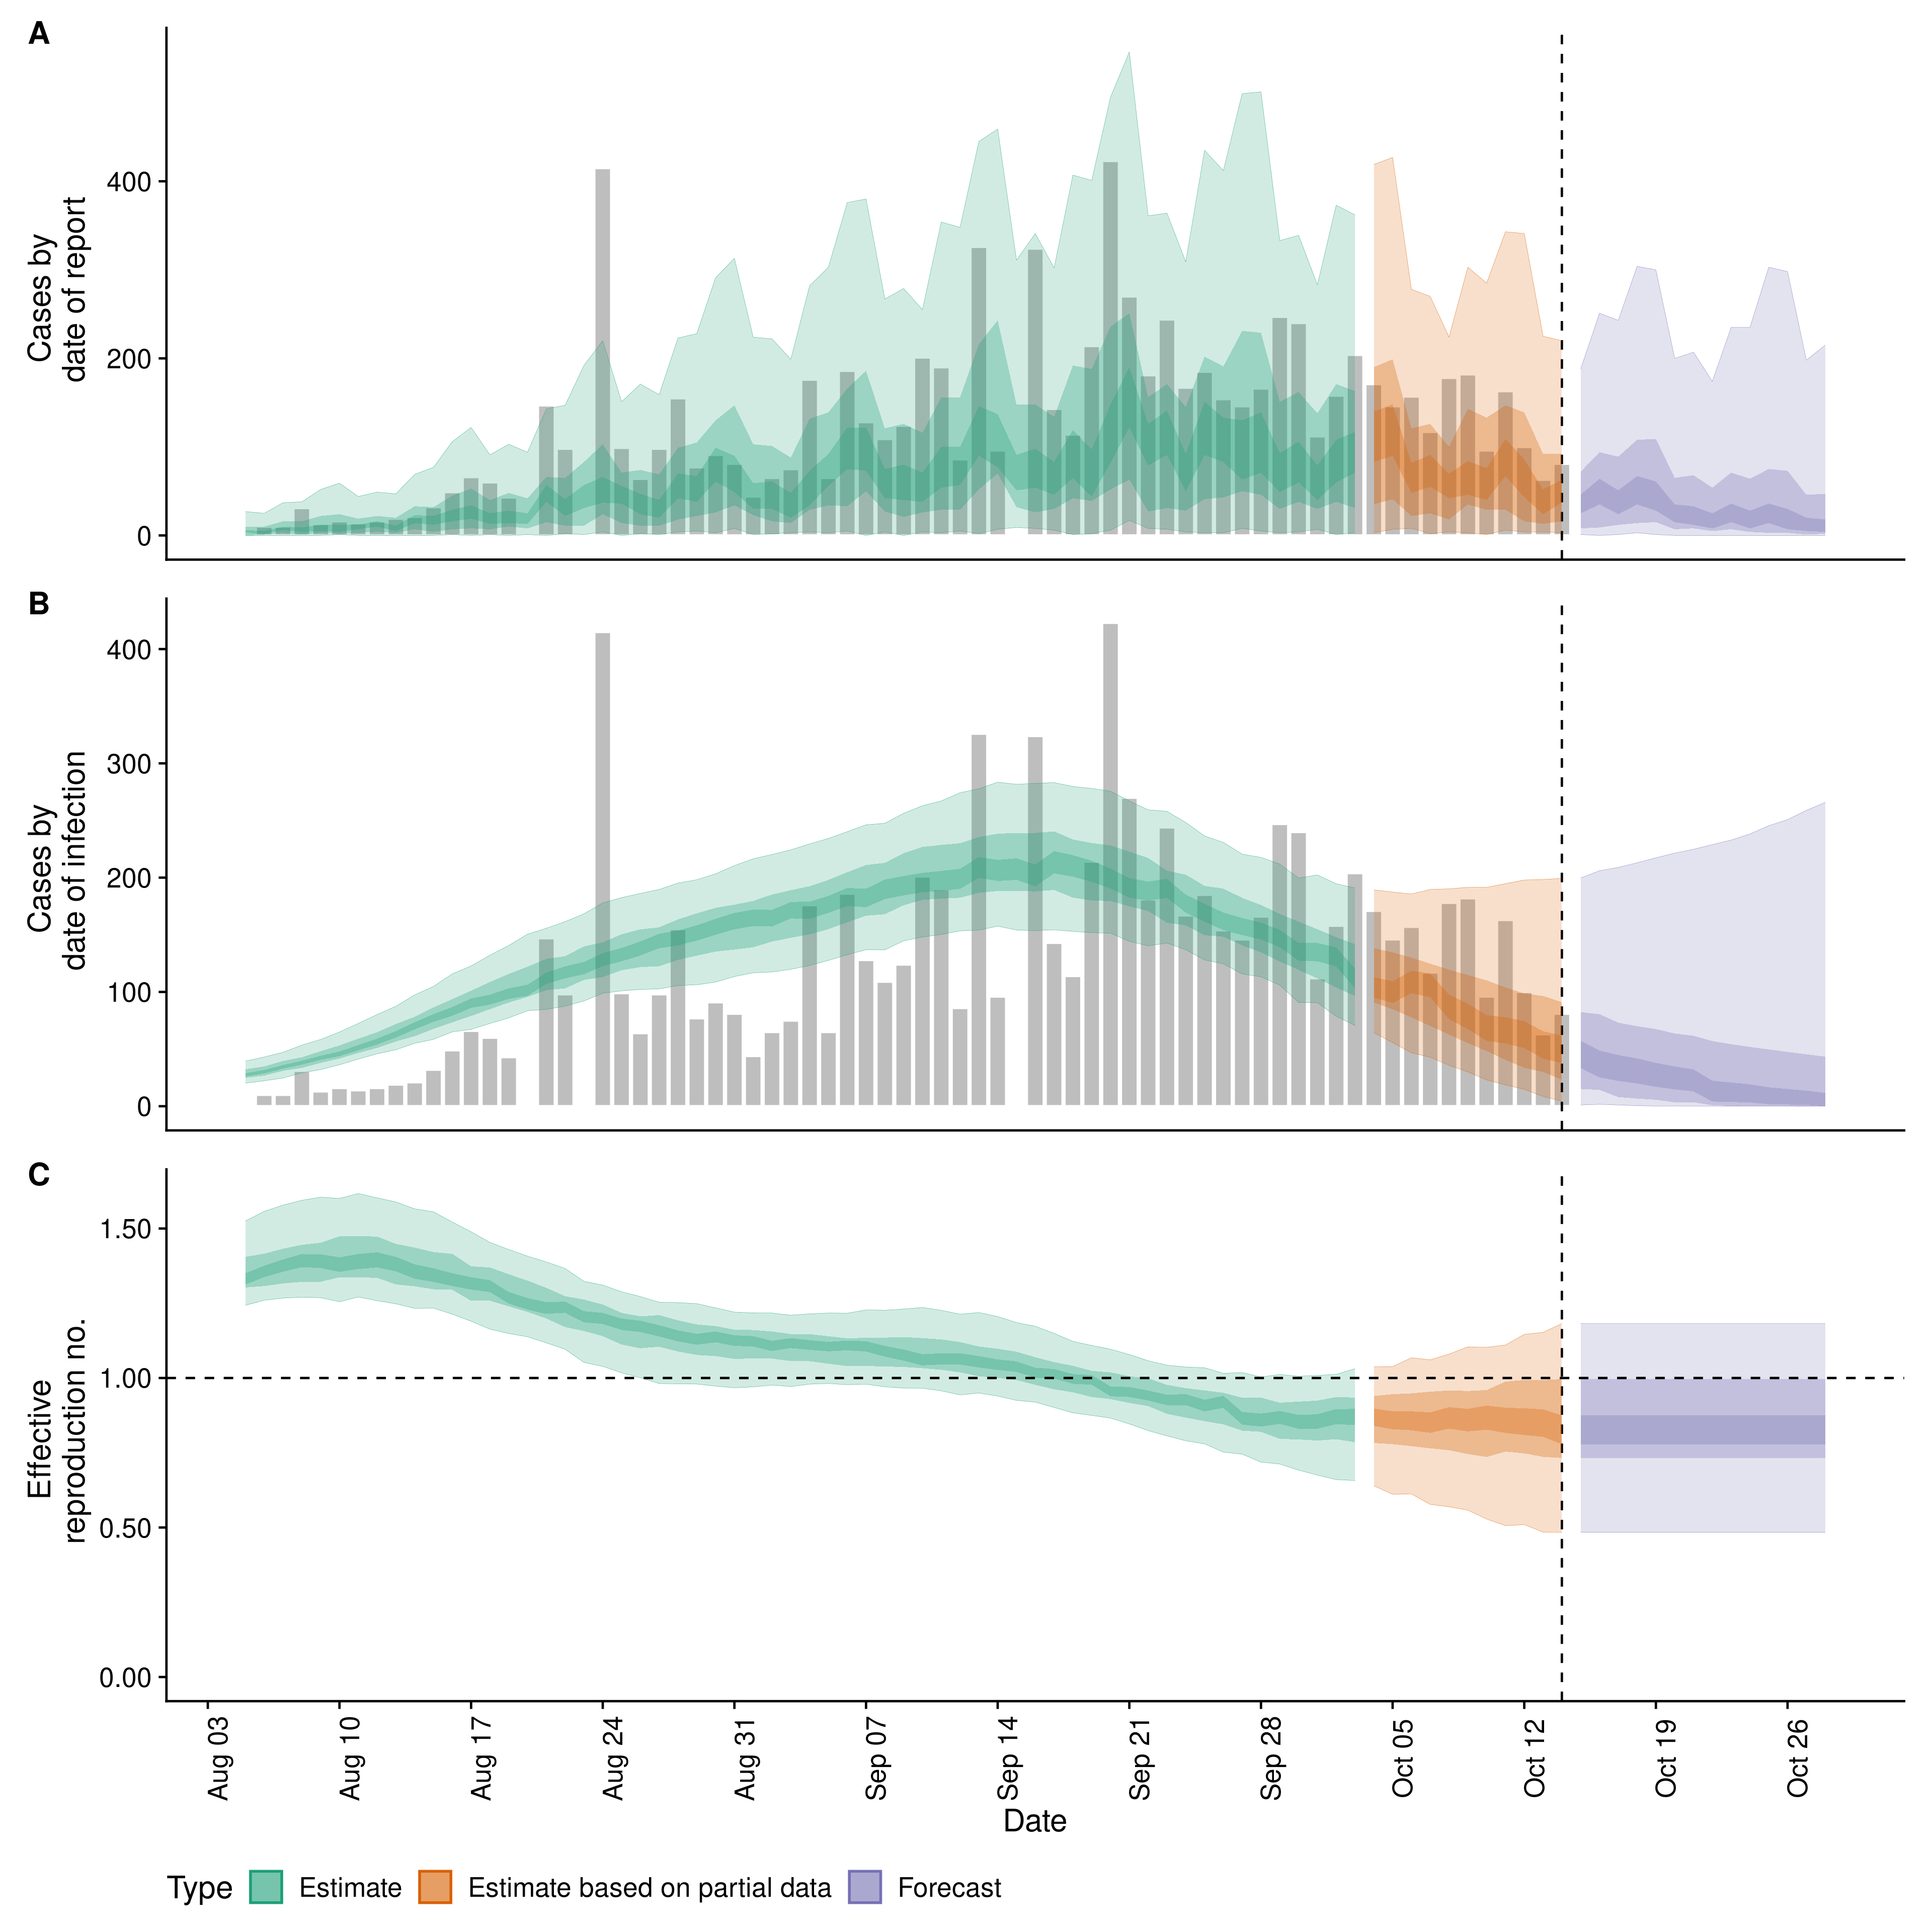 A
Cases by
date of report
400
200
0
B
Cases by
date of infection
400
300
200
100
0
C
Effective
reproduction no.
1.50
1.00
0.50
0.00
Aug 03
Aug 10
Aug 17
Aug 24
Aug 31
Sep 07
Sep 14
Sep 21
Sep 28
Oct 05
Oct 12
Oct 19
Oct 26
Date
Type Estimate Estimate based on partial data Forecast